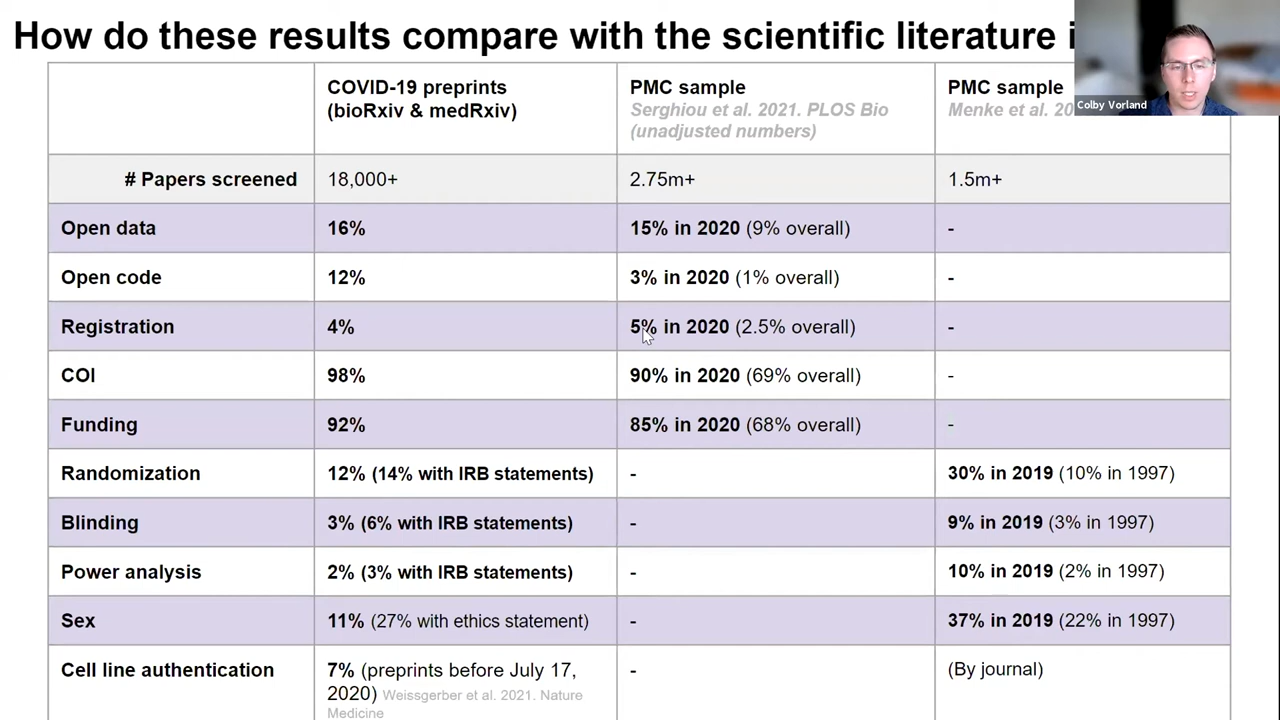 How do these results compare with the scientific literature
Colby Vorland
COVID-19 preprints
(bioRxiv & medRxiv)
PMC sample
Serghiou et al. 2021. PLOS Bio
(unadjusted numbers)
PMC sample
Menke et al.
# Papers screened
18,000+
2.75m+
1.5m+
Open data
16%
15% in 2020 (9% overall)
-
Open code
12%
3% in 2020 (1% overall)
-
Registration
4%
5% in 2020 (2.5% overall)
-
COI
98%
90% in 2020 (69% overall)
-
Funding
92%
85% in 2020 (68% overall)
-
Randomization
12% (14% with IRB statements)
-
30% in 2019 (10% in 1997)
Blinding
3% (6% with IRB statements)
-
9% in 2019 (3% in 1997)
Power analysis
2% (3% with IRB statements)
-
10% in 2019 (2% in 1997)
Sex
11% (27% with ethics statement)
-
37% in 2019 (22% in 1997)
Cell line authentication
7% (preprints before July 17,
2020) Weissgerber et al. 2021. Nature
Medicine
-
(By journal)